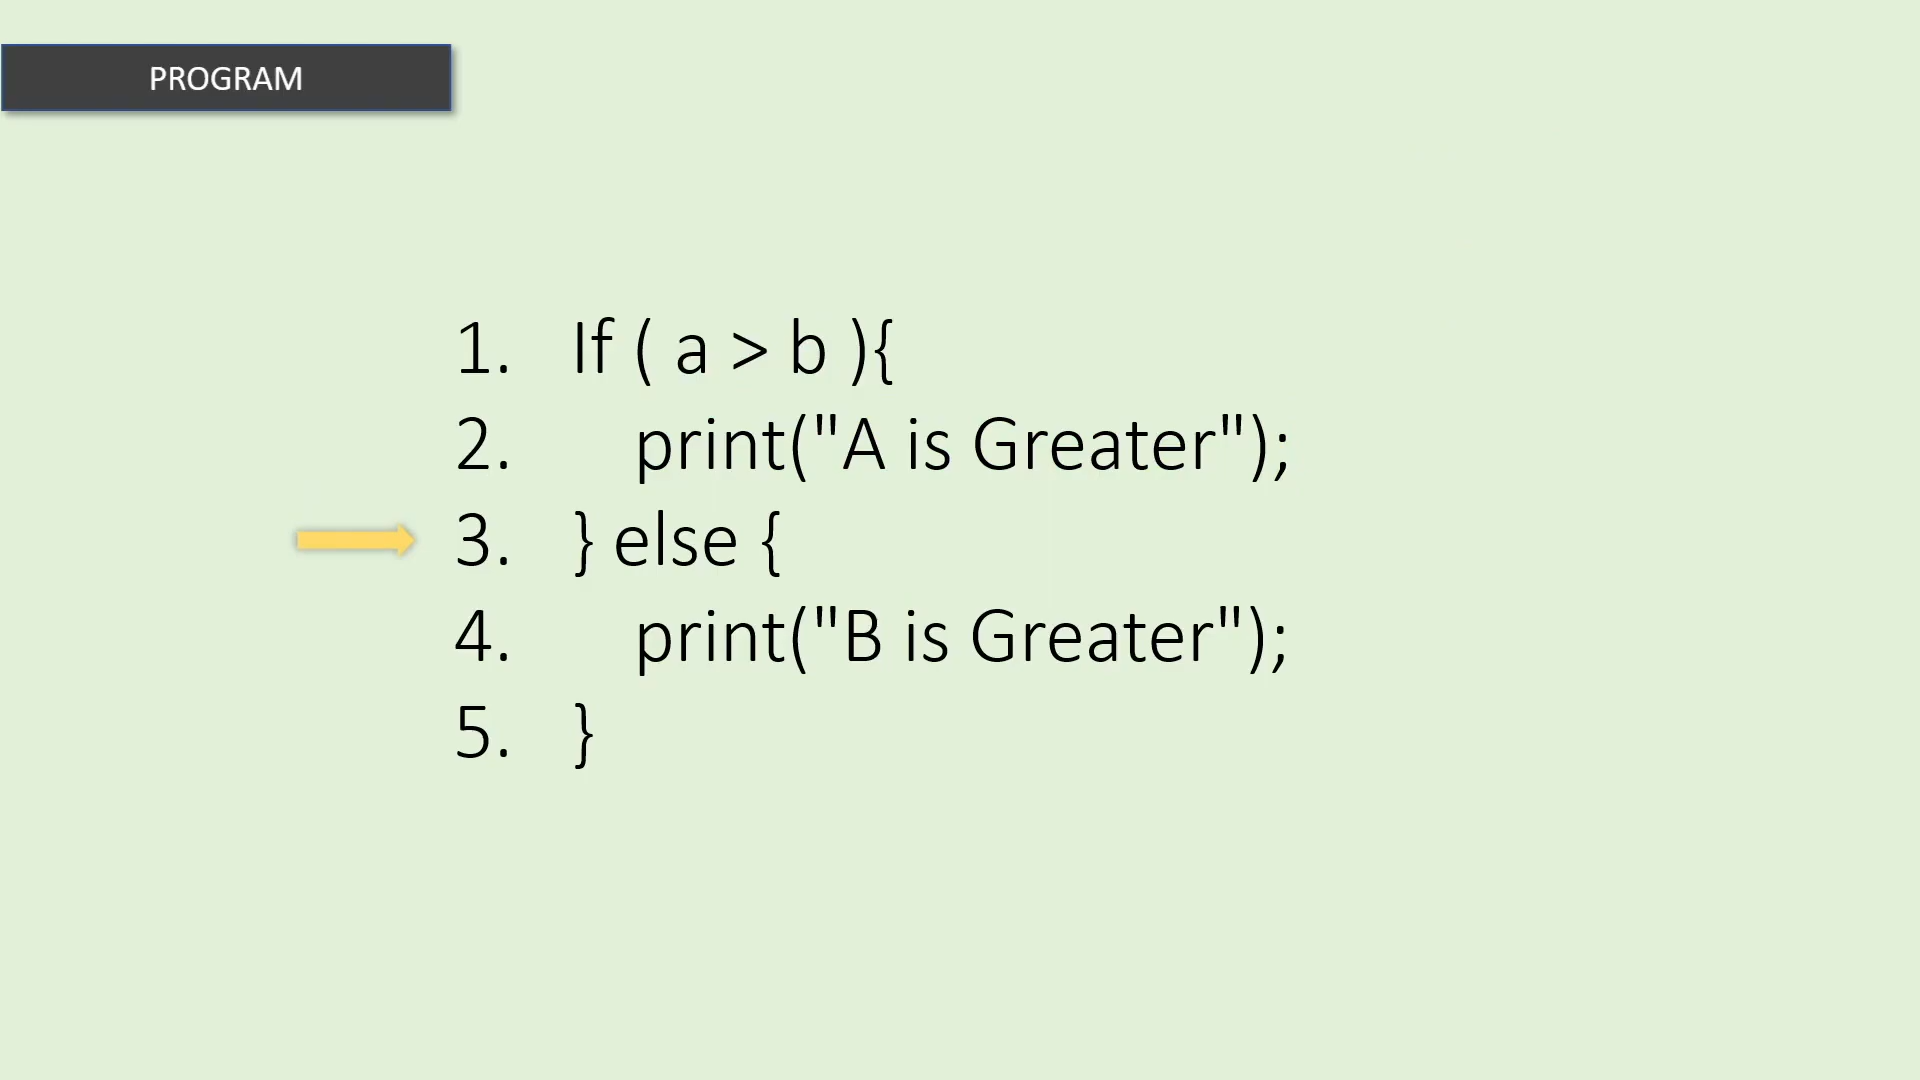 PROGRAM
1. If ( a > b ){
2. print("A is Greater");
3. } else {
4. print("B is Greater");
5. }